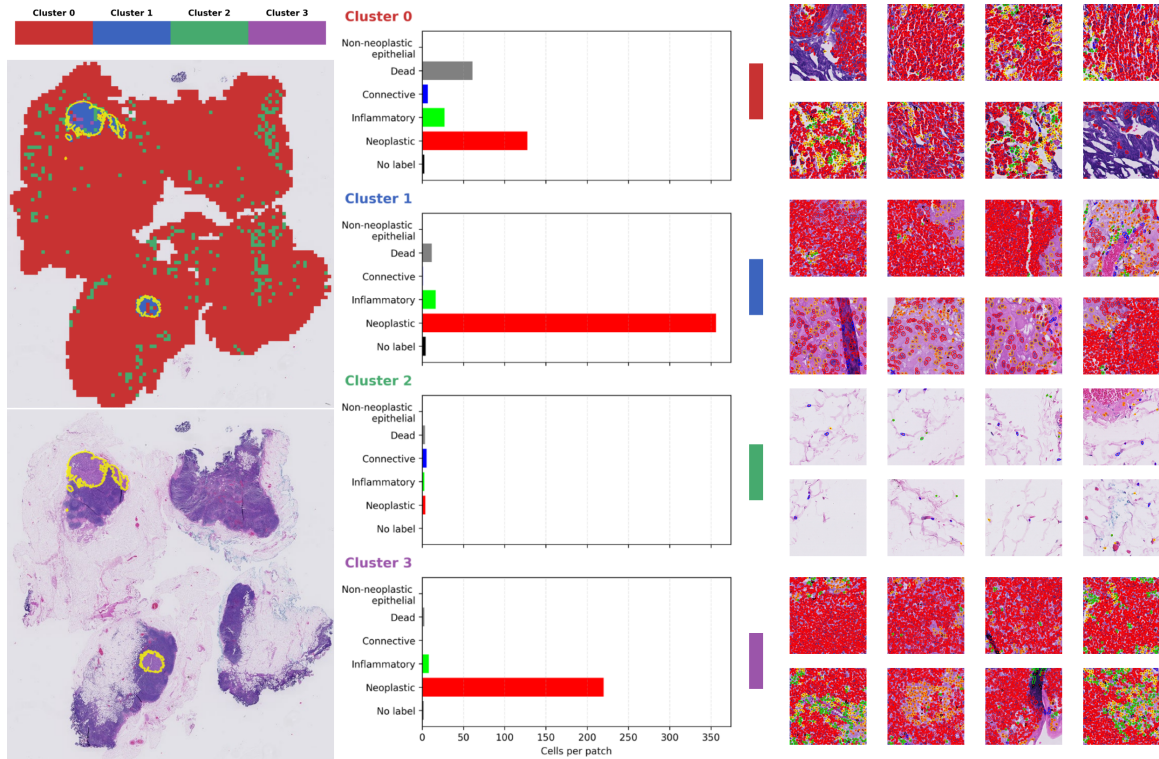 Cluster 0 Cluster 1 Cluster 2 Cluster 3
Cluster 0
Non-neoplastic
epithelial
Dead
Connective
Inflammatory
Neoplastic
No label
Cluster 1
Non-neoplastic
epithelial
Dead
Connective
Inflammatory
Neoplastic
No label
Cluster 2
Non-neoplastic
epithelial
Dead
Connective
Inflammatory
Neoplastic
No label
Cluster 3
Non-neoplastic
epithelial
Dead
Connective
Inflammatory
Neoplastic
No label
0 50 100 150 200 250 300 350
Cells per patch